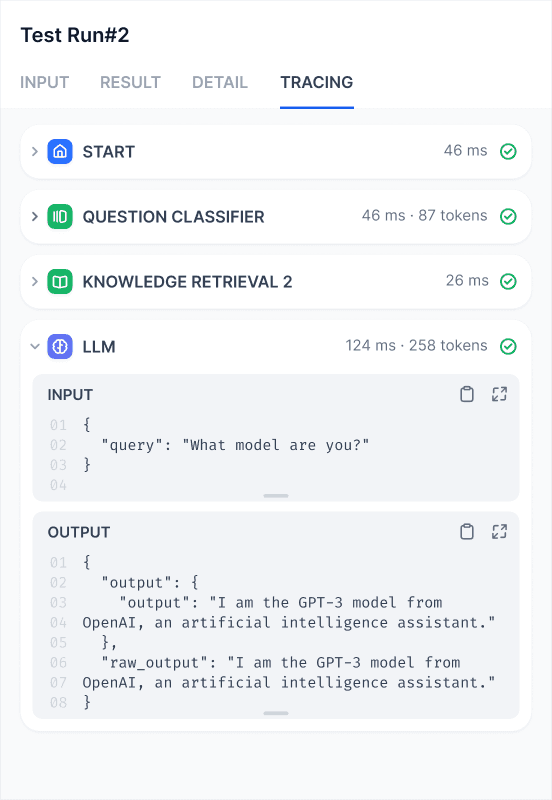 Test Run#2
INPUT RESULT DETAIL TRACING
START 46 ms
QUESTION CLASSIFIER 46 ms · 87 tokens
KNOWLEDGE RETRIEVAL 2 26 ms
LLM 124 ms · 258 tokens
INPUT
01 {
02 "query": "What model are you?"
03 }
04
OUTPUT
01 {
02 "output": {
03 "output": "I am the GPT-3 model from
04 OpenAI, an artificial intelligence assistant."
05 },
06 "raw_output": "I am the GPT-3 model from
07 OpenAI, an artificial intelligence assistant."
08 }